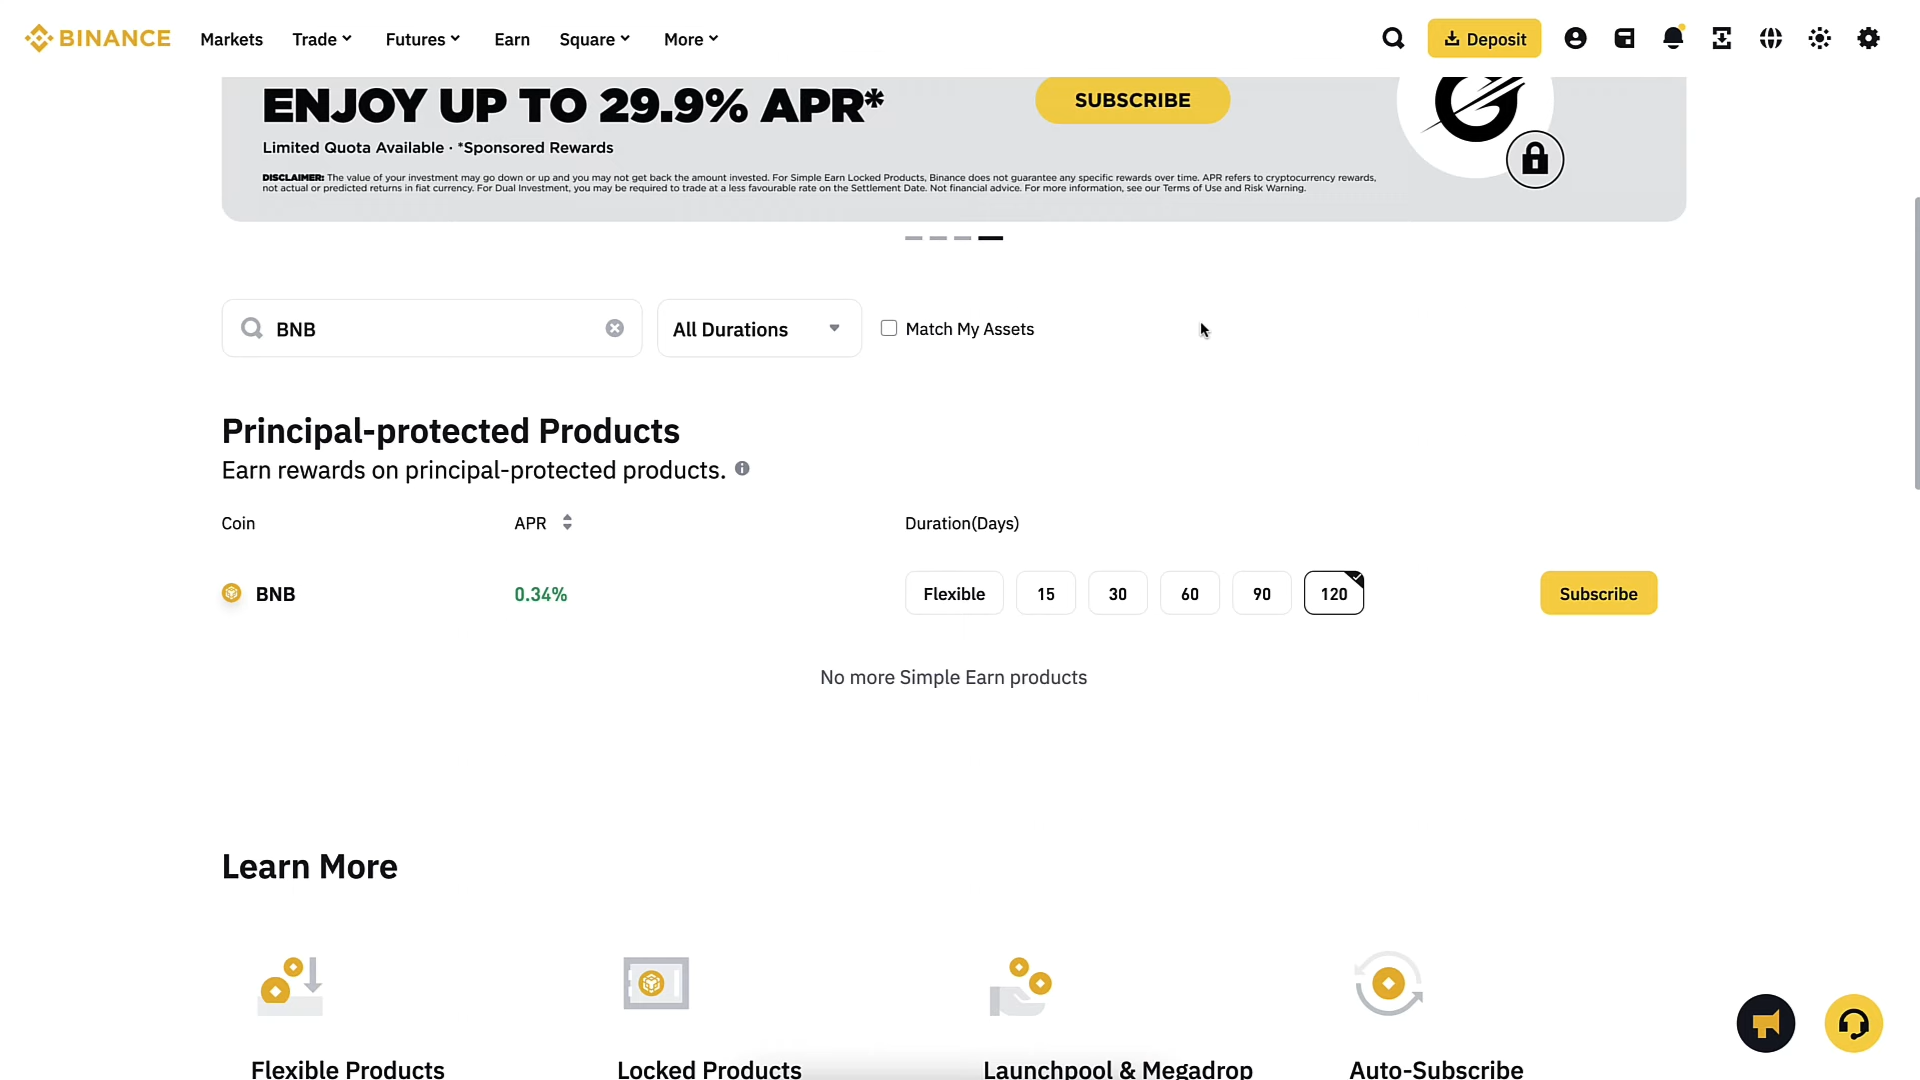 BINANCE
Markets
Trade
Futures
Earn
Square
More
Deposit
ENJOY UP TO 29.9% APR*
SUBSCRIBE
Limited Quota Available · *Sponsored Rewards
DISCLAIMER: The value of your investment may go down or up and you may not get back the amount invested. For Simple Earn Locked Products, Binance does not guarantee any specific rewards over time. APR refers to cryptocurrency rewards,
not actual or predicted returns in fiat currency. For Dual Investment, you may be required to trade at a less favourable rate on the Settlement Date. Not financial advice. For more information, see our Terms of Use and Risk Warning.
BNB
All Durations
Match My Assets
Principal-protected Products
Earn rewards on principal-protected products.
Coin
APR
Duration(Days)
BNB
0.34%
Flexible
15
30
60
90
120
Subscribe
No more Simple Earn products
Learn More
Flexible Products
Locked Products
Launchpool & Megadrop
Auto-Subscribe